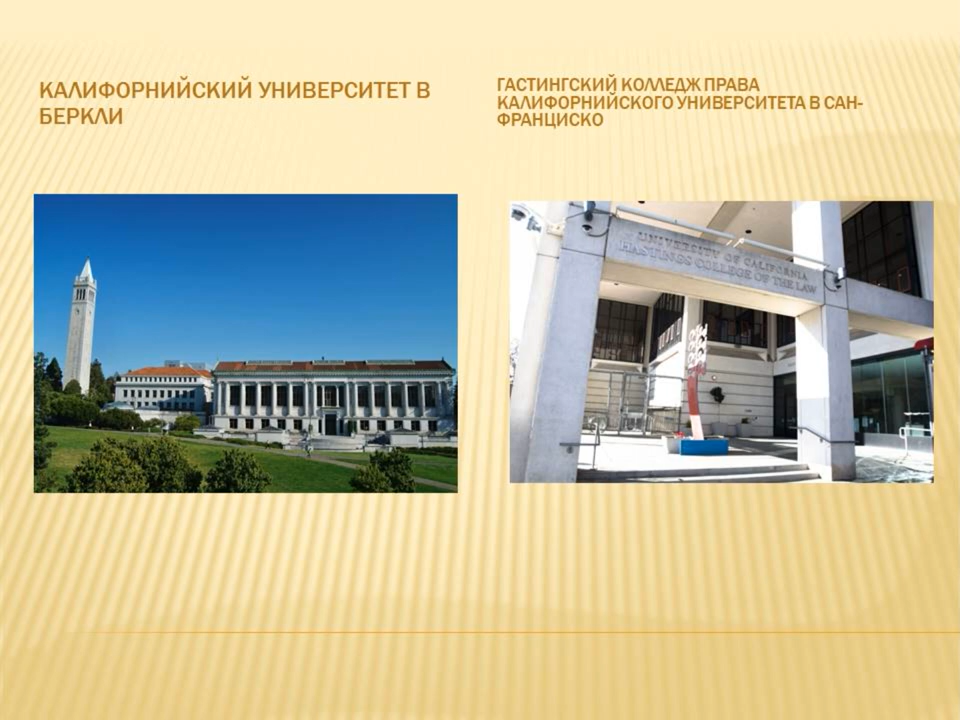 КАЛИФОРНИЙСКИЙ УНИВЕРСИТЕТ В
БЕРКЛИ
ГАСТИНГСКИЙ КОЛЛЕДЖ ПРАВА
КАЛИФОРНИЙСКОГО УНИВЕРСИТЕТА В САН-
ФРАНЦИСКО
UNIVERSITY OF CALIFORNIA
HASTINGS COLLEGE OF THE LAW